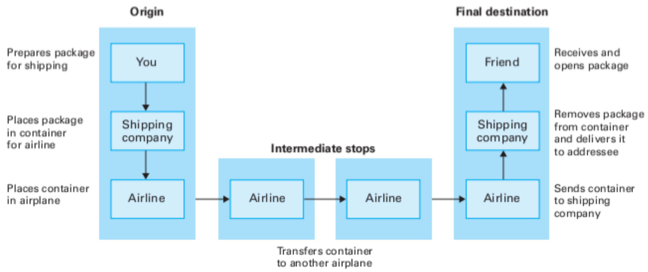 Origin
Final destination
Prepares package
for shipping
You
Friend
Receives and
opens package
Places package
in container
for airline
Shipping
company
Shipping
company
Removes package
from container
and delivers it
to addressee
Intermediate stops
Places container
in airplane
Airline
Airline
Airline
Airline
Sends container
to shipping
company
Transfers container
to another airplane